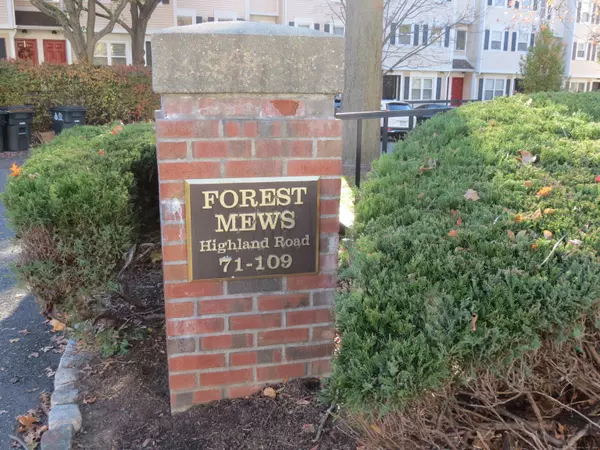 FOREST
MEWS
Highland Road
71-109